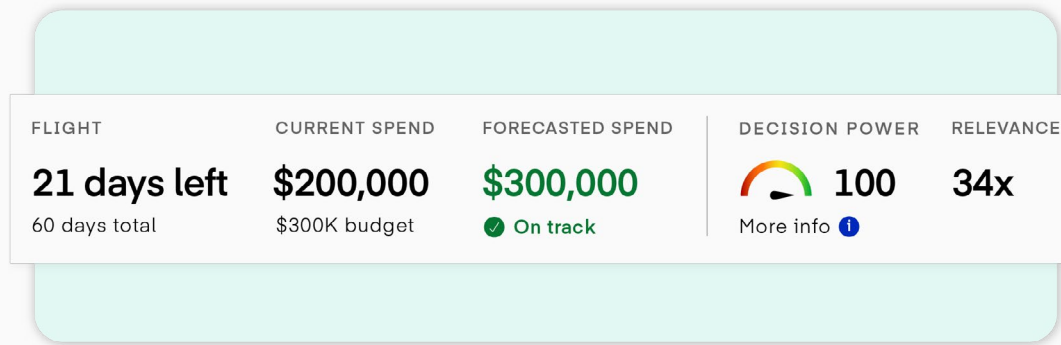 FLIGHT
21 days left
60 days total
CURRENT SPEND
$200,000
$300K budget
FORECASTED SPEND
$300,000
On track
DECISION POWER
100
More info i
RELEVANCE
34x